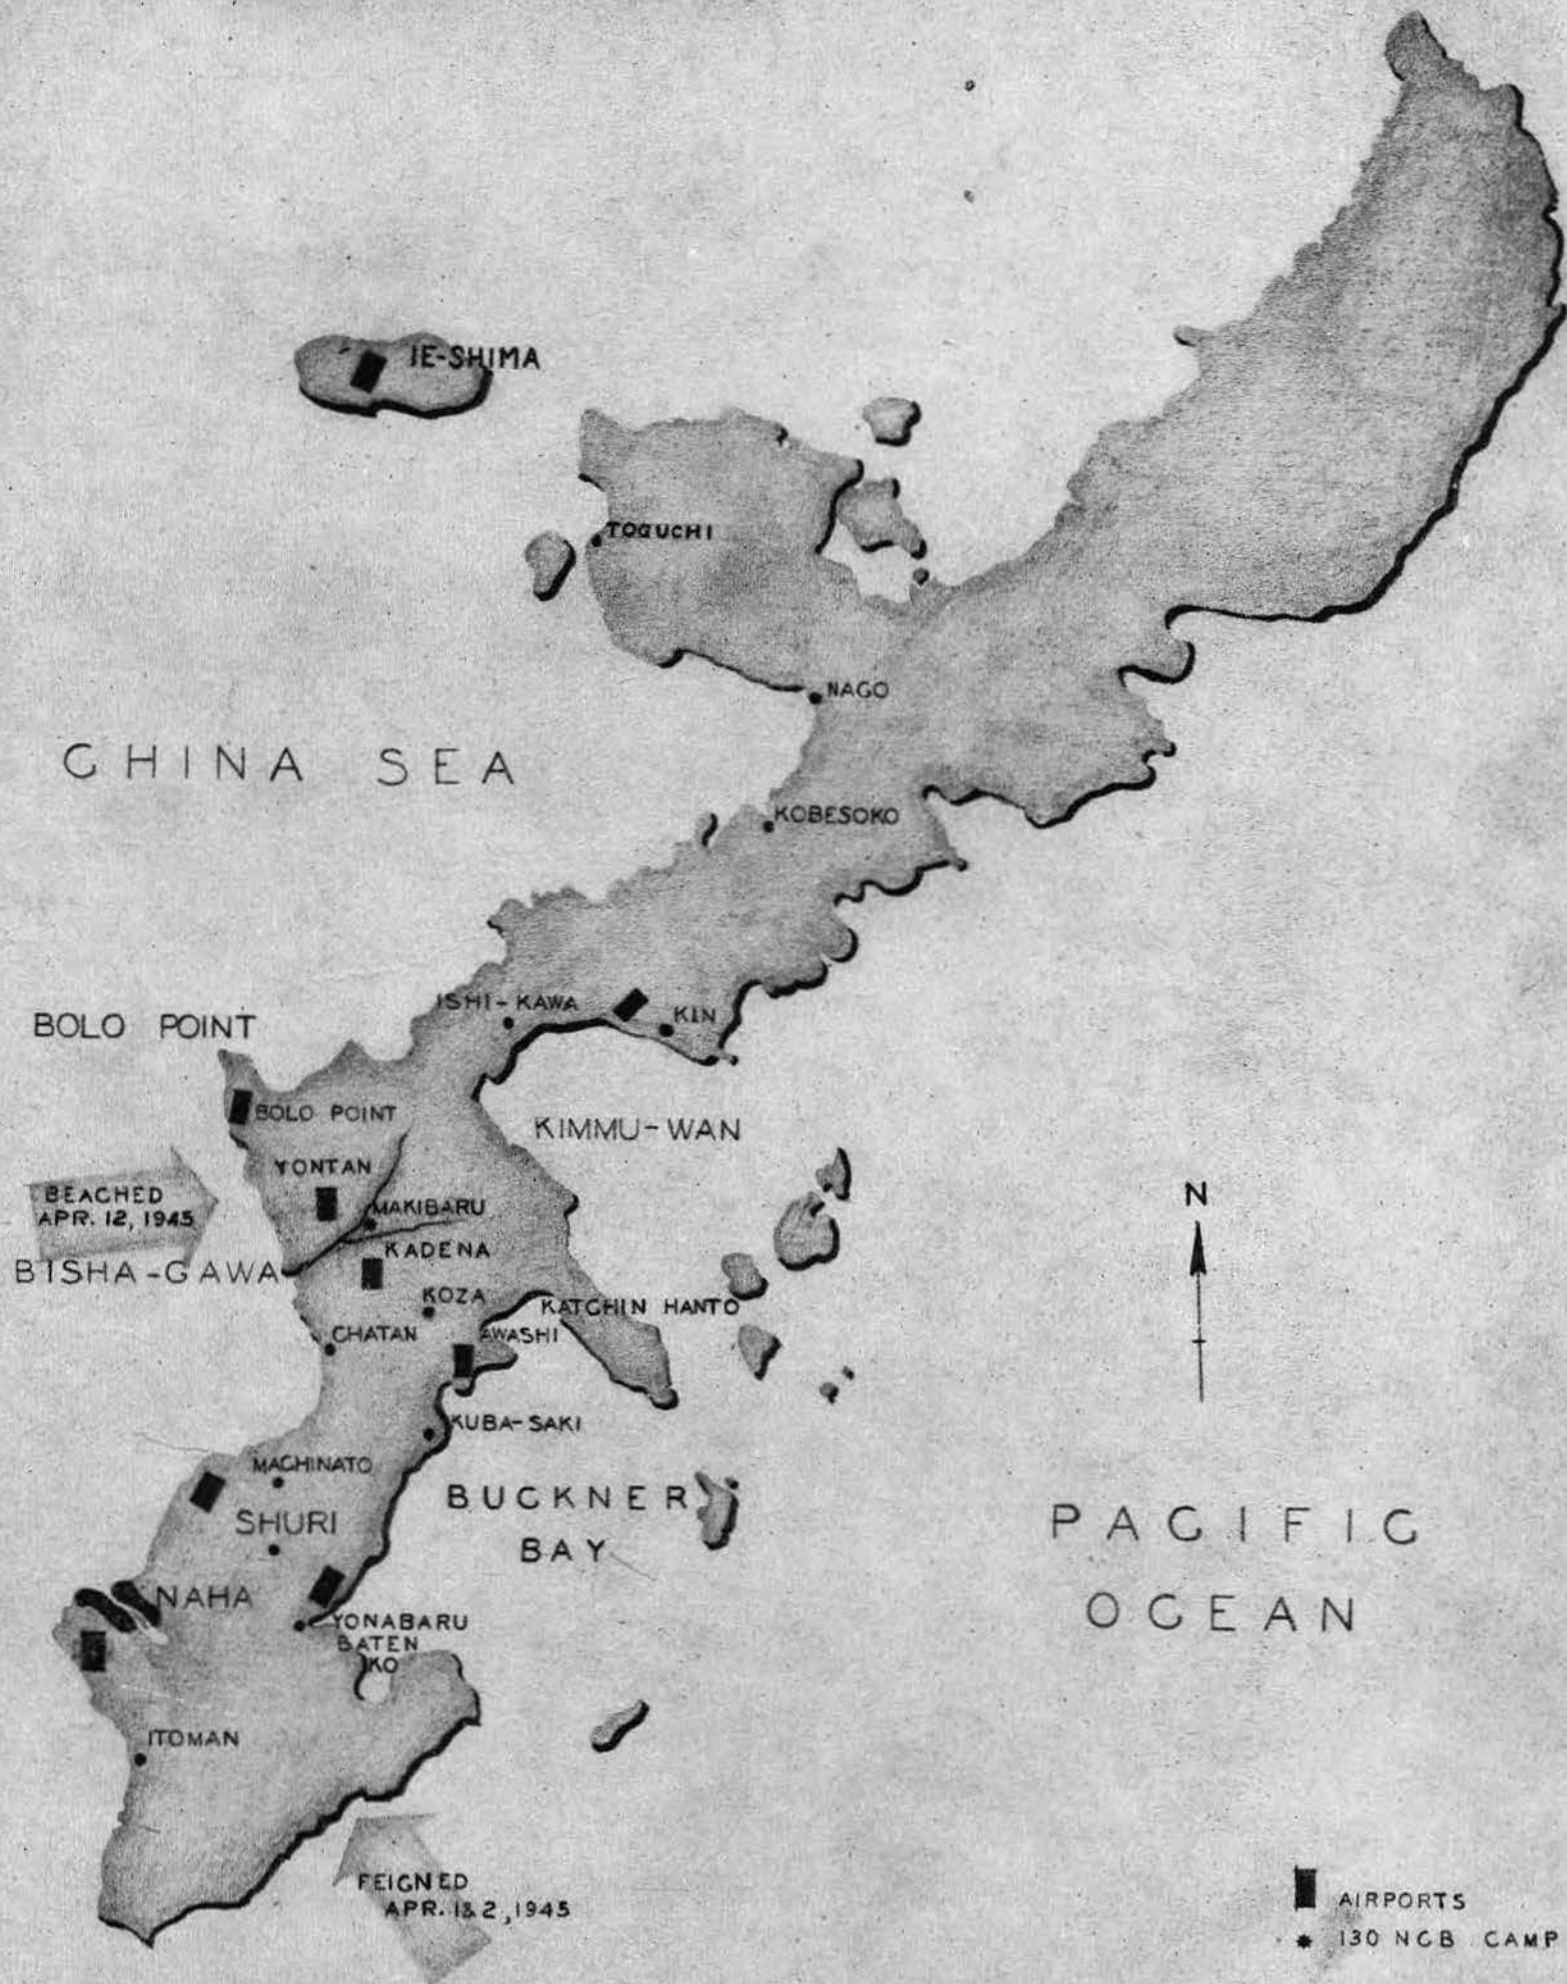 IE-SHIMA
TOGUCHI
NAGO
CHINA SEA
KOBESOKO
ISHI-KAWA
KIN
BOLO POINT
BOLO POINT
KIMMU-WAN
YONTAN
BEACHED
APR. 12, 1945
MAKIBARU
N
KADENA
BISHA-GAWA
KOZA
KATCHIN HANTO
CHATAN
AWASHI
KUBA-SAKI
MACHINATO
BUCKNER
BAY
SHURI
PACIFIC
OCEAN
NAHA
YONABARU
BATEN
KO
ITOMAN
FEIGNED
APR. 1&2, 1945
AIRPORTS
130 NCB CAMP